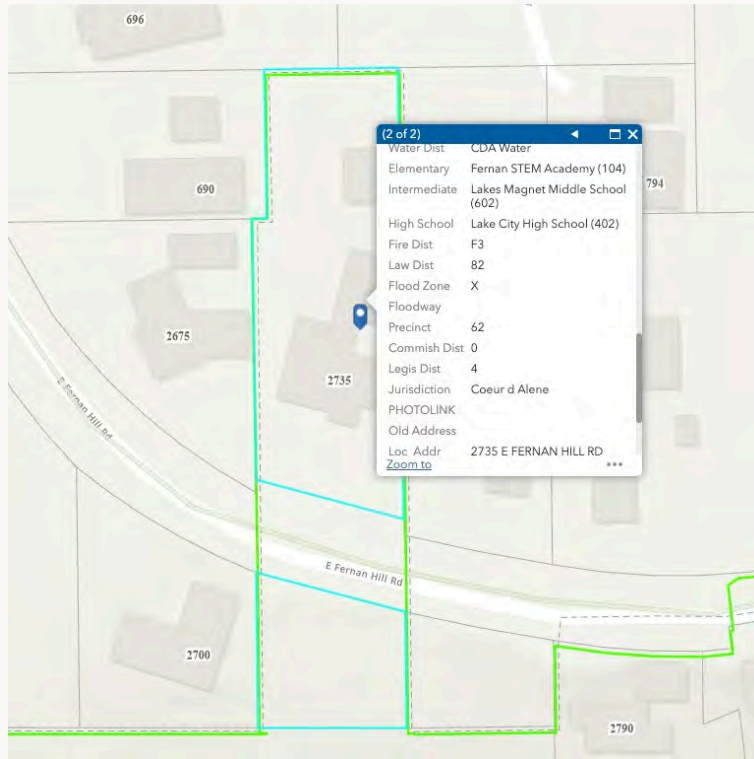 696
690
794
2675
2735
E Fernan Hill Rd
E Fernan Hill Rd
2700
2790
(2 of 2)
Water Dist CDA Water
Elementary Fernan STEM Academy (104)
Intermediate Lakes Magnet Middle School
(602)
High School Lake City High School (402)
Fire Dist F3
Law Dist 82
Flood Zone X
Floodway
Precinct 62
Commish Dist 0
Legis Dist 4
Jurisdiction Coeur d Alene
PHOTOLINK
Old Address
Loc Addr 2735 E FERNAN HILL RD
Zoom to